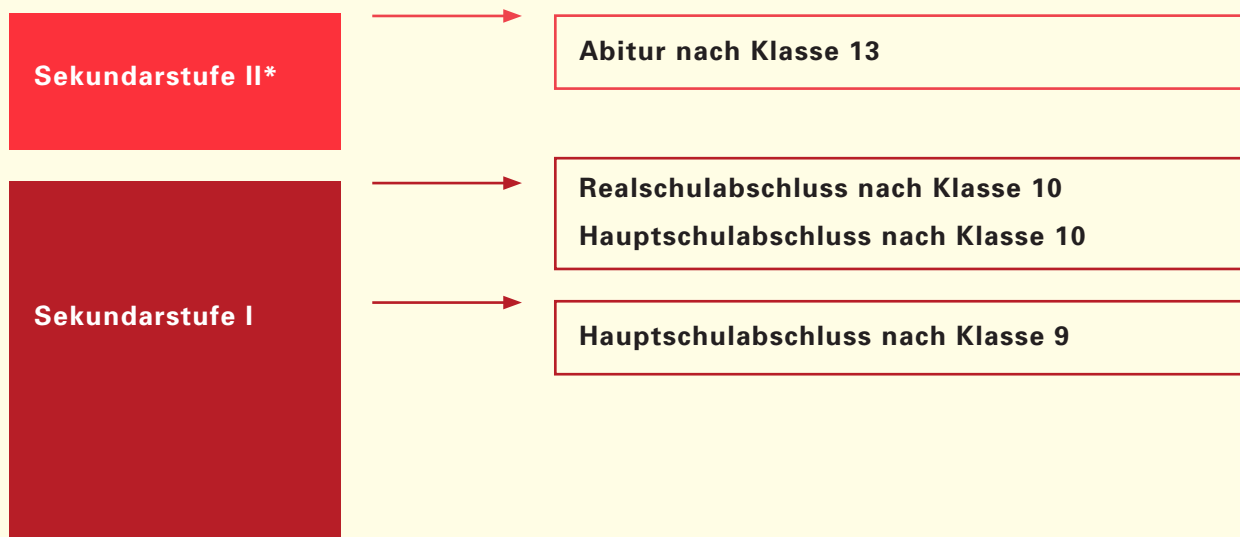 Sekundarstufe II*
Abitur nach Klasse 13
Realschulabschluss nach Klasse 10
Hauptschulabschluss nach Klasse 10
Sekundarstufe I
Hauptschulabschluss nach Klasse 9